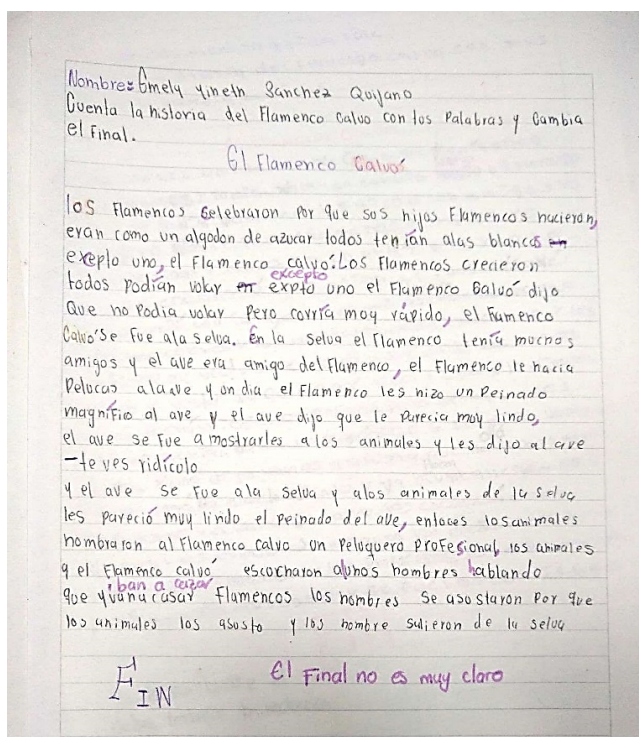 Nombre: Emely yineth Sanchez Quijano
Cuenta la historia del Flamenco Calvo con tus Palabras y Cambia
el Final.
El Flamenco Calvo
los Flamencos Celebraron Por que sus hijos Flamencos nacieran,
eran como un algodon de azucar todos tenían alas blancas
exeplo uno, el Flamenco calvo. Los Flamencos crecieron
excepto
todos podían volar expto uno el Flamenco Calvo dijo
Que no Podia volar Pero corría muy rápido, el Flamenco
Calvo Se Fue ala Selva. En la Selva el Flamenco tenía muchos
amigos y el ave era amigo del Flamenco, el Flamenco le hacia
Pelucas ala ave y un dia el Flamenco les hizo un Peinado
magnífio al ave y el ave dijo que le Parecia muy lindo,
el ave se Fue a mostrarles a los animales y les dijo al ave
-te ves ridículo
y el ave se Fue ala Selva y alos animales de la Selva
les pareció muy lindo el peinado del ave, entoces los animales
nombraron al Flamenco Calvo un Peluquero Profesional, los animales
y el Flamenco calvo escocharon alunos hombres hablando
iban a cazar
que yvana casar Flamencos los hombres Se asostaron Por que
los animales los asosto y los hombre salieron de la selva
FIN
El Final no es muy claro